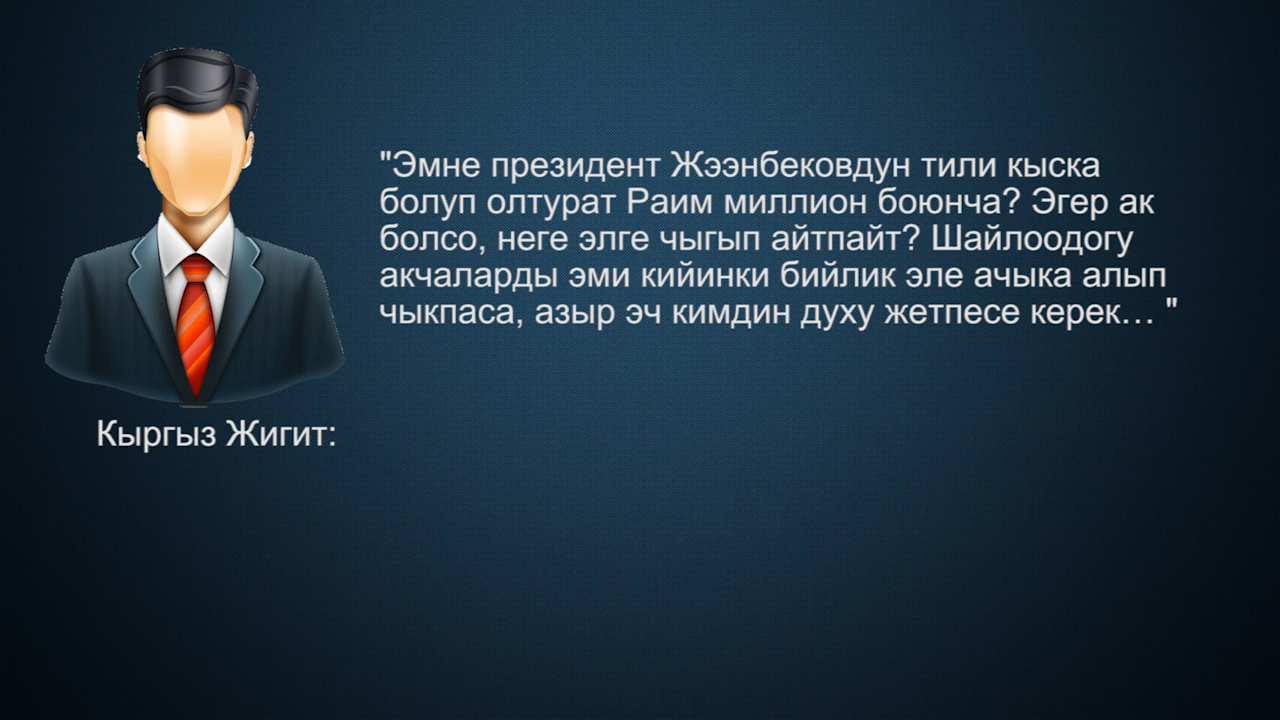 "Эмне президент Жээнбековдун тили кыска
болуп олтурат Раим миллион боюнча? Эгер ак
болсо, неге элге чыгып айтпайт? Шайлоодогу
акчаларды эми кийинки бийлик эле ачыка алып
чыкпаса, азыр эч кимдин духу жетпесе керек... "
Кыргыз Жигит: